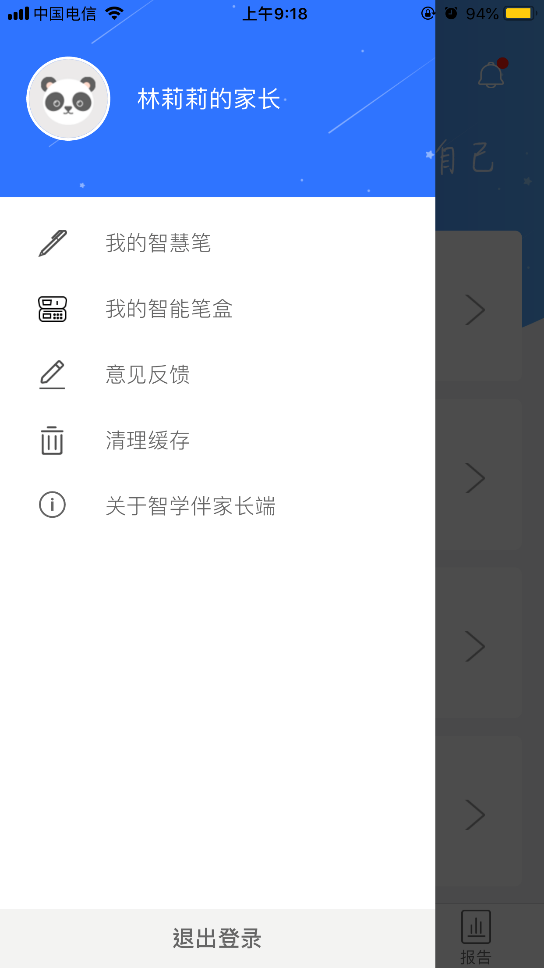 中国电信 上午9:18 94%
林莉莉的家长
自己
我的智慧笔
我的智能笔盒
意见反馈
清理缓存
关于智学伴家长端
退出登录
报告